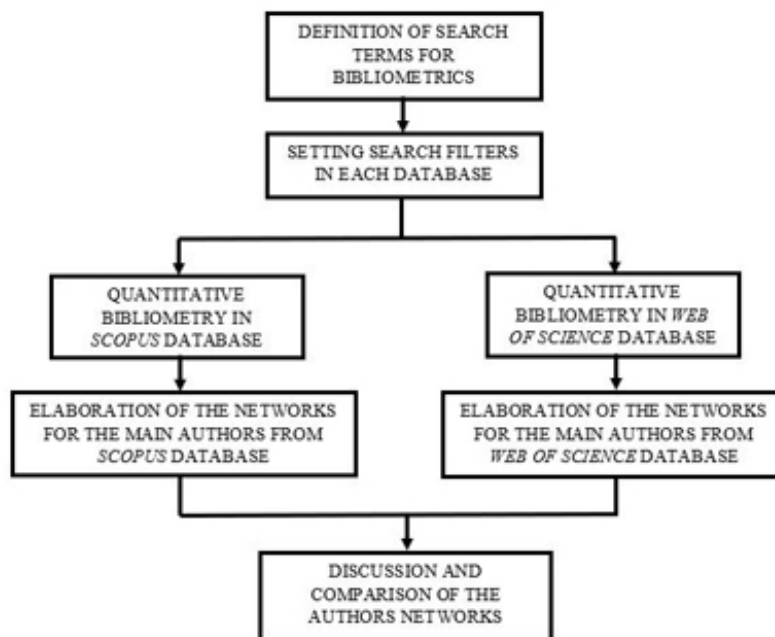 DEFINITION OF SEARCH
TERMS FOR
BIBLIOMETRICS
SETTING SEARCH FILTERS
IN EACH DATABASE
QUANTITATIVE
BIBLIOMETRY IN
SCOPUS DATABASE
QUANTITATIVE
BIBLIOMETRY IN WEB
OF SCIENCE DATABASE
ELABORATION OF THE NETWORKS
FOR THE MAIN AUTHORS FROM
SCOPUS DATABASE
ELABORATION OF THE NETWORKS
FOR THE MAIN AUTHORS FROM
WEB OF SCIENCE DATABASE
DISCUSSION AND
COMPARISON OF THE
AUTHORS NETWORKS